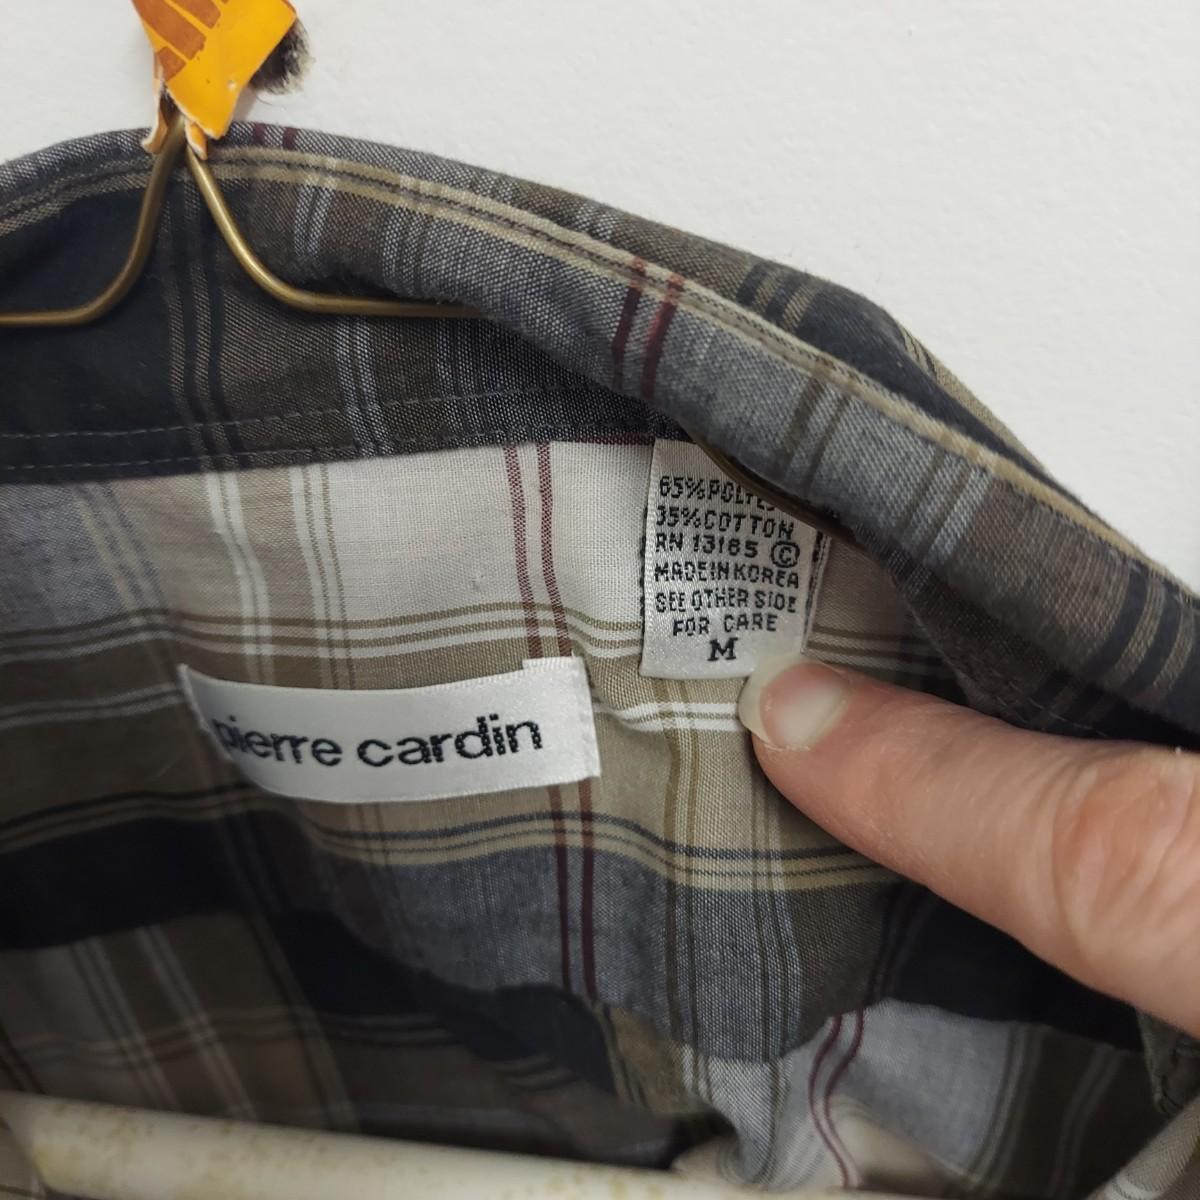 65% POLYES
35% COTTON
RN 13165 ©
MADE IN KOREA
SEE OTHER SIDE
FOR CARE
M
pierre cardin